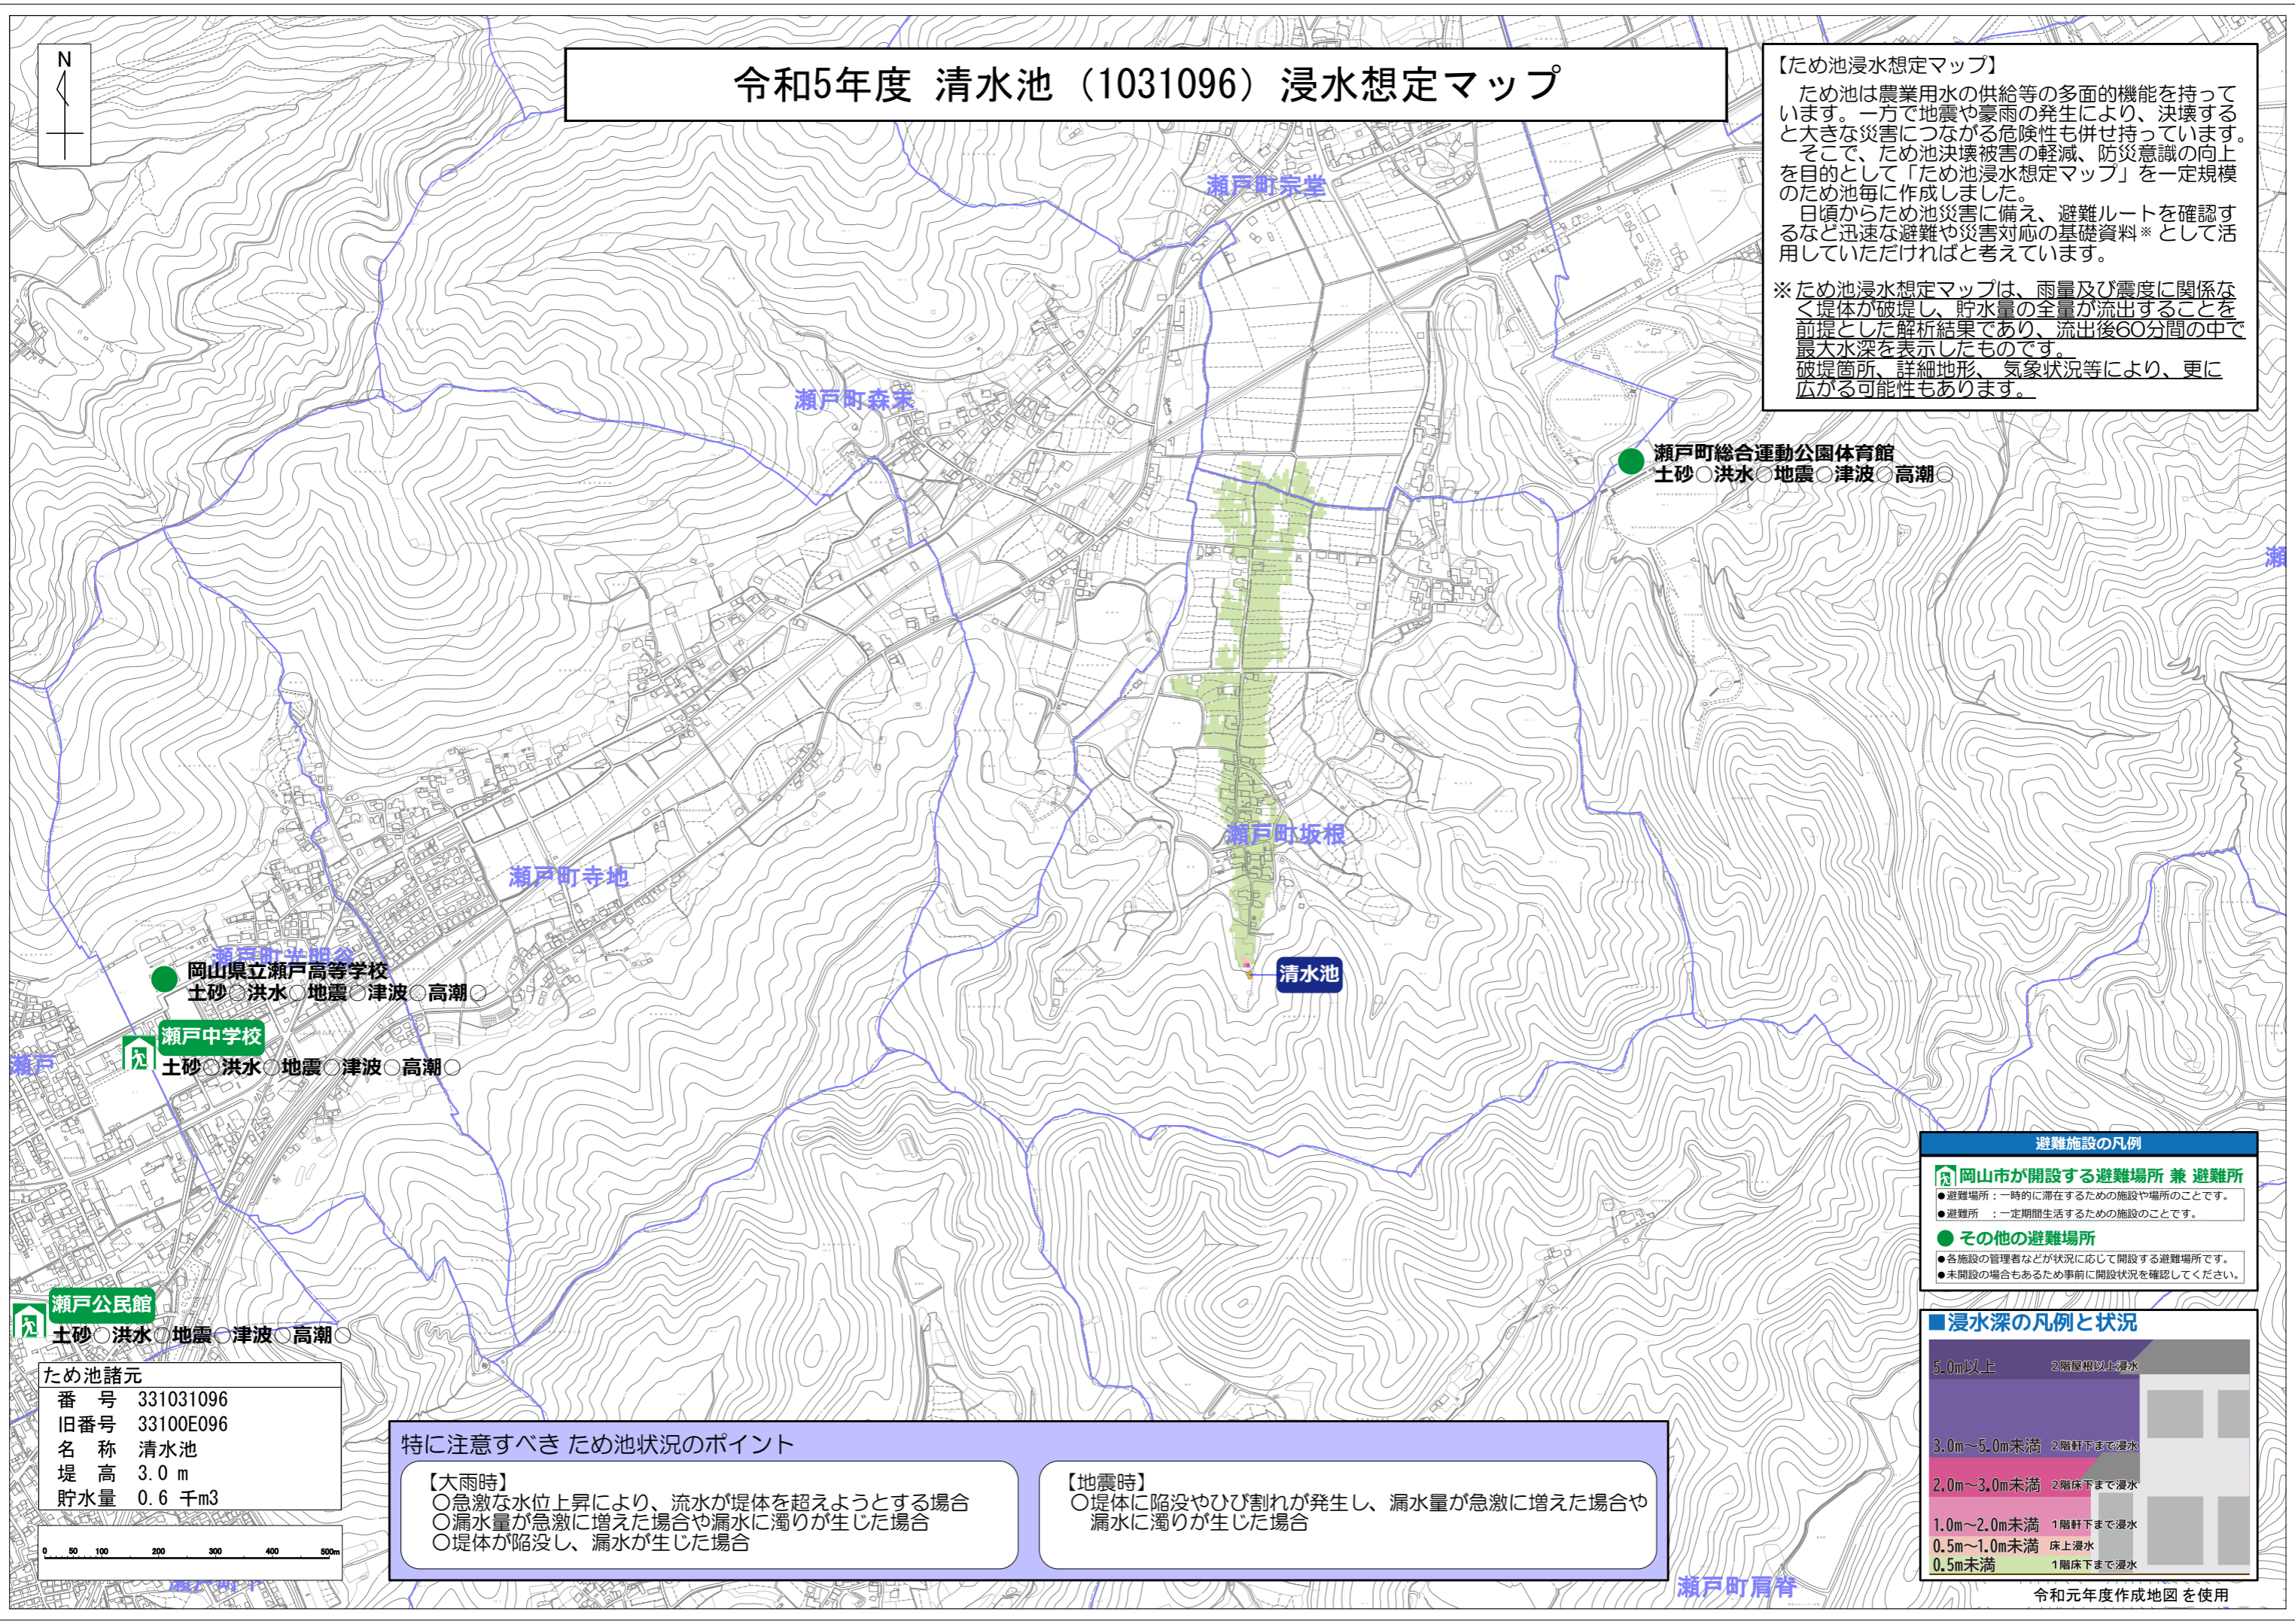 N
令和5年度 清水池（1031096）浸水想定マップ
【ため池浸水想定マップ】
ため池は農業用水の供給等の多面的機能を持って
います。一方で地震や豪雨の発生により、決壊する
と大きな災害につながる危険性も併せ持っています。
そこで、ため池決壊被害の軽減、防災意識の向上
を目的として「ため池浸水想定マップ」を一定規模
のため池毎に作成しました。
日頃からため池災害に備え、避難ルートを確認す
るなど迅速な避難や災害対応の基礎資料※として活
用していただければと考えています。
※ため池浸水想定マップは、雨量及び震度に関係な
く堤体が破堤し、貯水量の全量が流出することを
前提とした解析結果であり、流出後60分間の中で
最大水深を表示したものです。
破堤箇所、詳細地形、気象状況等により、更に
広がる可能性もあります。
瀬戸町宗堂
瀬戸町森末
瀬戸町総合運動公園体育館
土砂○洪水○地震○津波○高潮○
瀬
瀬戸町坂根
瀬戸町寺地
瀬戸町光明谷
岡山県立瀬戸高等学校
土砂○洪水○地震○津波○高潮○
清水池
瀬戸中学校
土砂○洪水○地震○津波○高潮○
瀬戸
瀬戸公民館
土砂○洪水○地震○津波○高潮○
ため池諸元
番　号 331031096
旧番号 33100E096
名　称 清水池
堤　高 3.0 m
貯水量 0.6 千m3
0 50 100 200 300 400 500m
特に注意すべき ため池状況のポイント
【大雨時】
○急激な水位上昇により、流水が堤体を超えようとする場合
○漏水量が急激に増えた場合や漏水に濁りが生じた場合
○堤体が陥没し、漏水が生じた場合
【地震時】
○堤体に陥没やひび割れが発生し、漏水量が急激に増えた場合や
漏水に濁りが生じた場合
瀬戸町肩脊
避難施設の凡例
岡山市が開設する避難場所 兼 避難所
●避難場所：一時的に滞在するための施設や場所のことです。
●避難所　：一定期間生活するための施設のことです。
● その他の避難場所
●各施設の管理者などが状況に応じて開設する避難場所です。
●未開設の場合もあるため事前に開設状況を確認してください。
■浸水深の凡例と状況
5.0m以上 2階屋根以上浸水
3.0m～5.0m未満 2階軒下まで浸水
2.0m～3.0m未満 2階床下まで浸水
1.0m～2.0m未満 1階軒下まで浸水
0.5m～1.0m未満 床上浸水
0.5m未満 1階床下まで浸水
令和元年度作成地図を使用